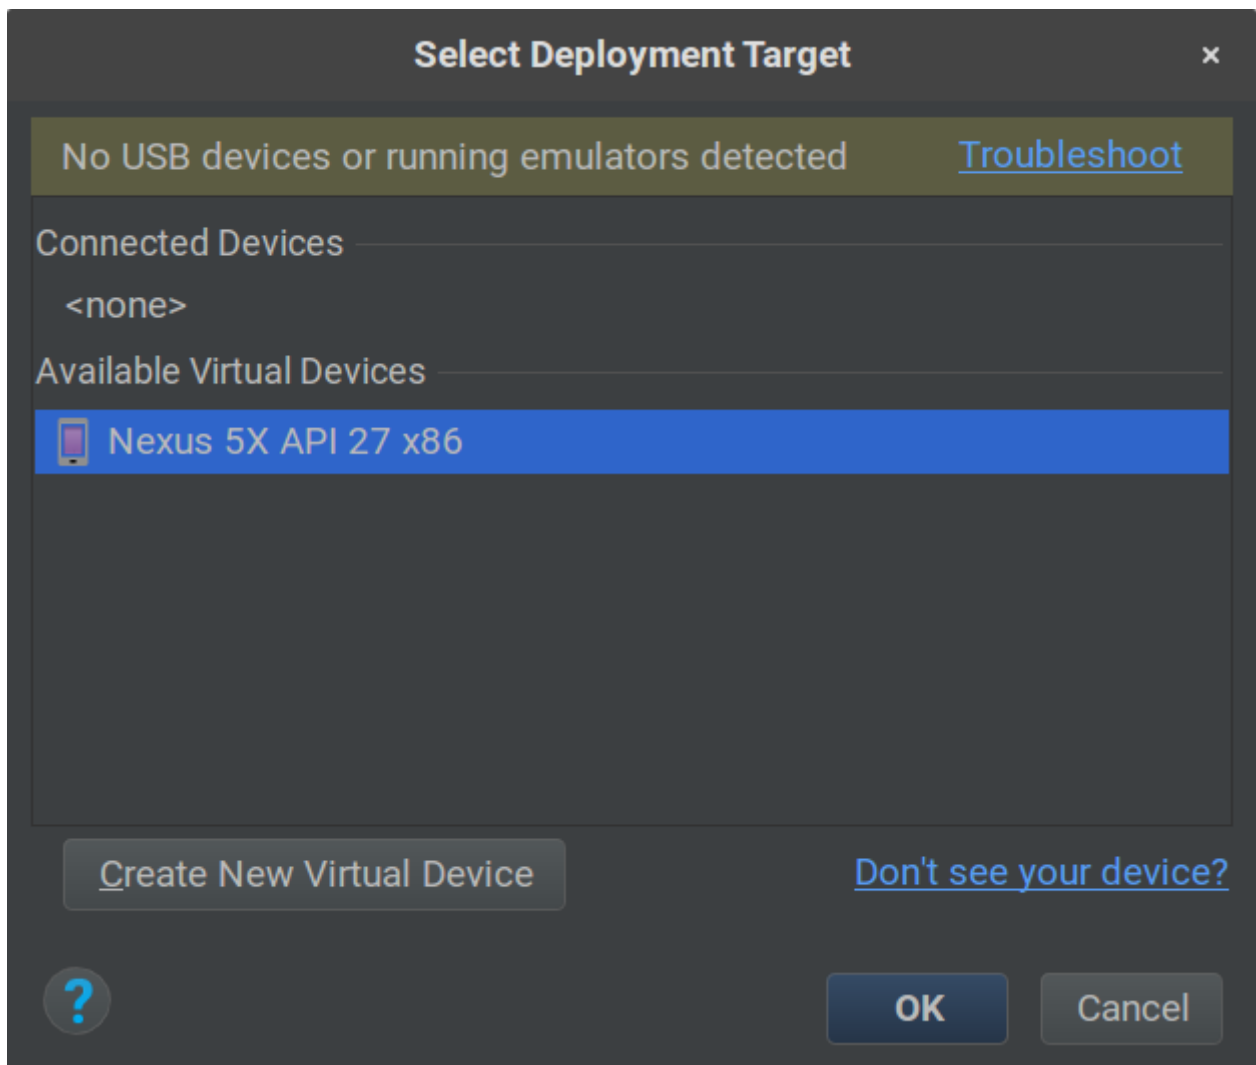 Select Deployment Target ×
No USB devices or running emulators detected Troubleshoot
Connected Devices
<none>
Available Virtual Devices
Nexus 5X API 27 x86
Create New Virtual Device Don't see your device?
?
OK Cancel